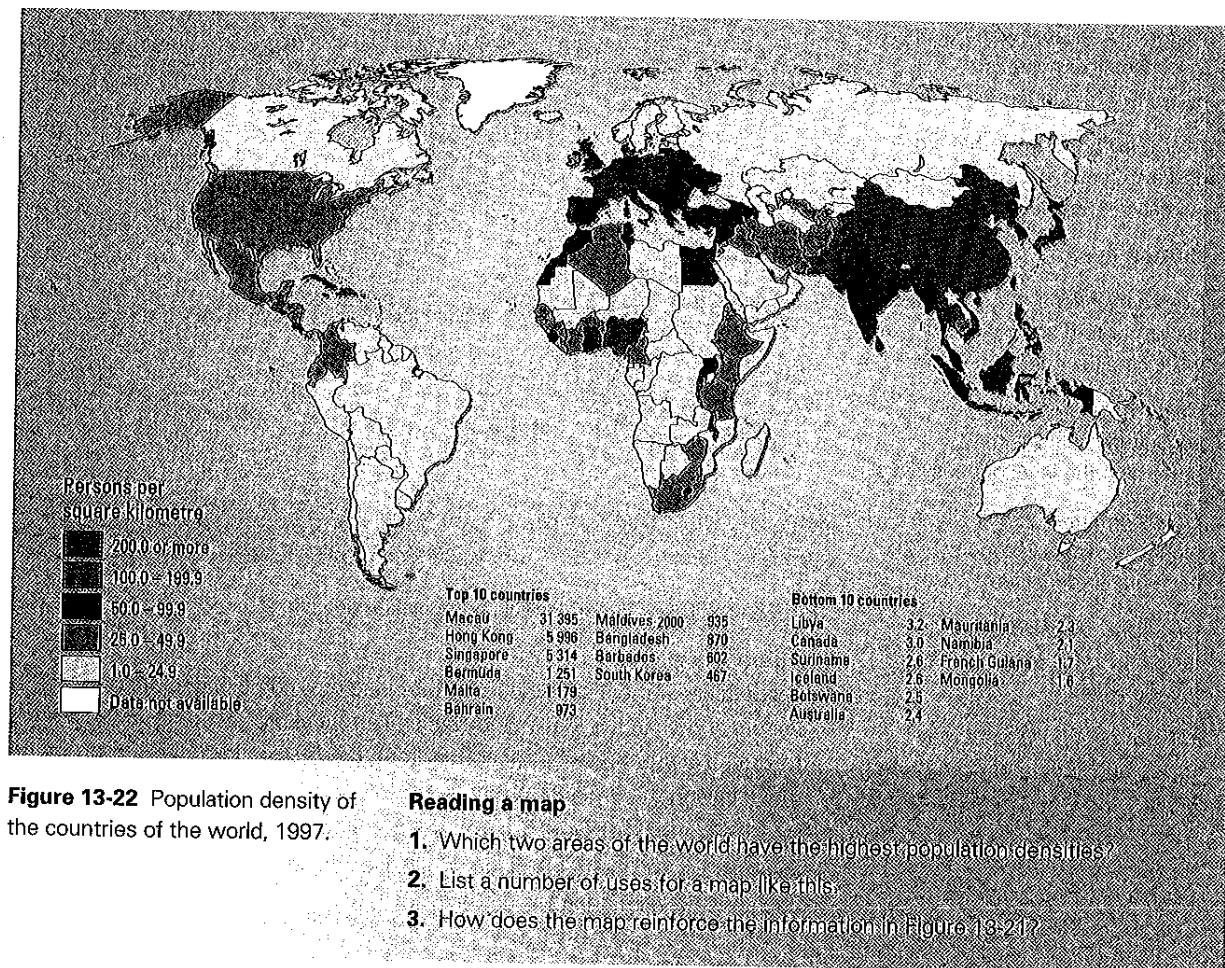 Persons per
square kilometre
200.0 or more
100.0 – 199.9
50.0 – 99.9
25.0 – 49.9
1.0 – 24.9
Data not available
Top 10 countries
Macau 31 395 Maldives 2000 935
Hong Kong 5 996 Bangladesh 870
Singapore 5 314 Barbados 602
Bermuda 1 251 South Korea 467
Malta 1 179
Bahrain 973
Bottom 10 countries
Libya 3.2 Mauritania 2.3
Canada 3.0 Namibia 2.1
Suriname 2.6 French Guiana 1.7
Iceland 2.6 Mongolia 1.6
Botswana 2.5
Australia 2.4
Figure 13-22 Population density of
the countries of the world, 1997.
Reading a map
1. Which two areas of the world have the highest population densities?
2. List a number of uses for a map like this.
3. How does the map reinforce the information in Figure 13-21?